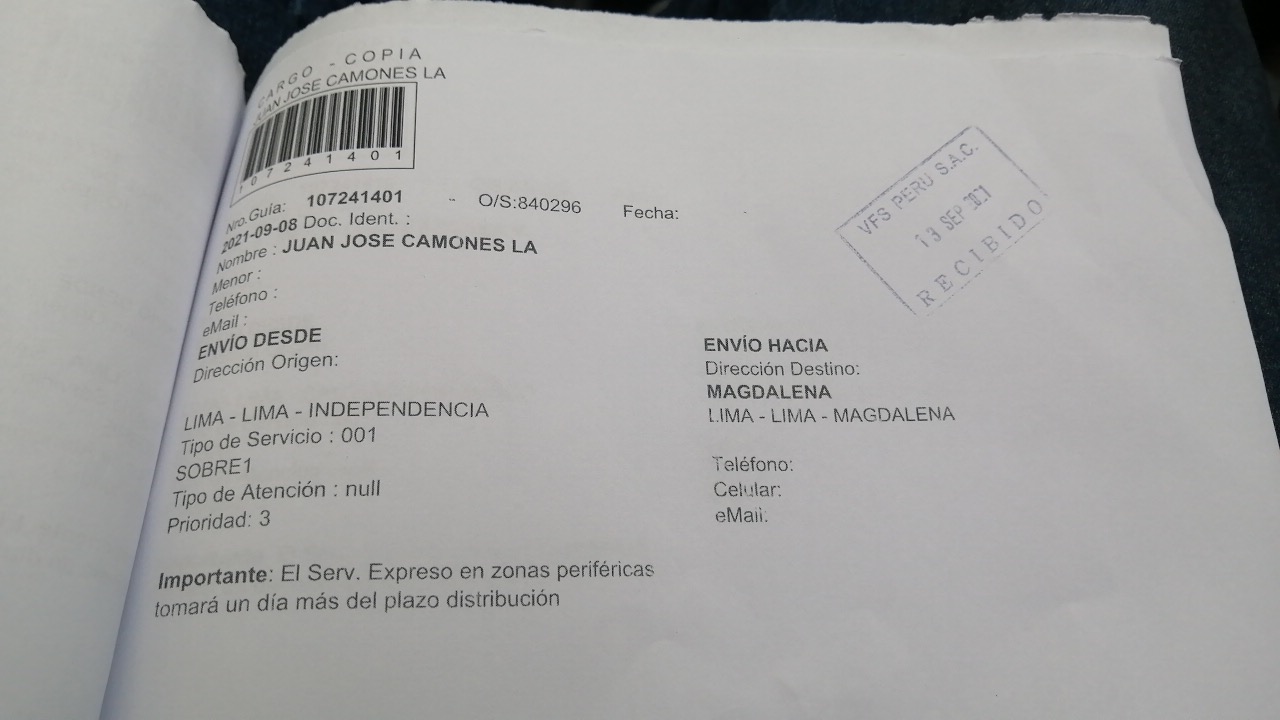 CARGO - COPIA
JUAN JOSE CAMONES LA
107241401
Nro.Guía: 107241401 - O/S:840296 Fecha:
2021-09-08 Doc. Ident. :
Nombre : JUAN JOSE CAMONES LA
Menor :
Teléfono :
eMail :
ENVÍO DESDE
Dirección Origen:
LIMA - LIMA - INDEPENDENCIA
Tipo de Servicio : 001
SOBRE1
Tipo de Atención : null
Prioridad: 3
ENVÍO HACIA
Dirección Destino:
MAGDALENA
LIMA - LIMA - MAGDALENA
Teléfono:
Celular:
eMail:
Importante: El Serv. Expreso en zonas periféricas
tomará un día más del plazo distribución
VFS PERU S.A.C.
13 SEP 2021
RECIBIDO